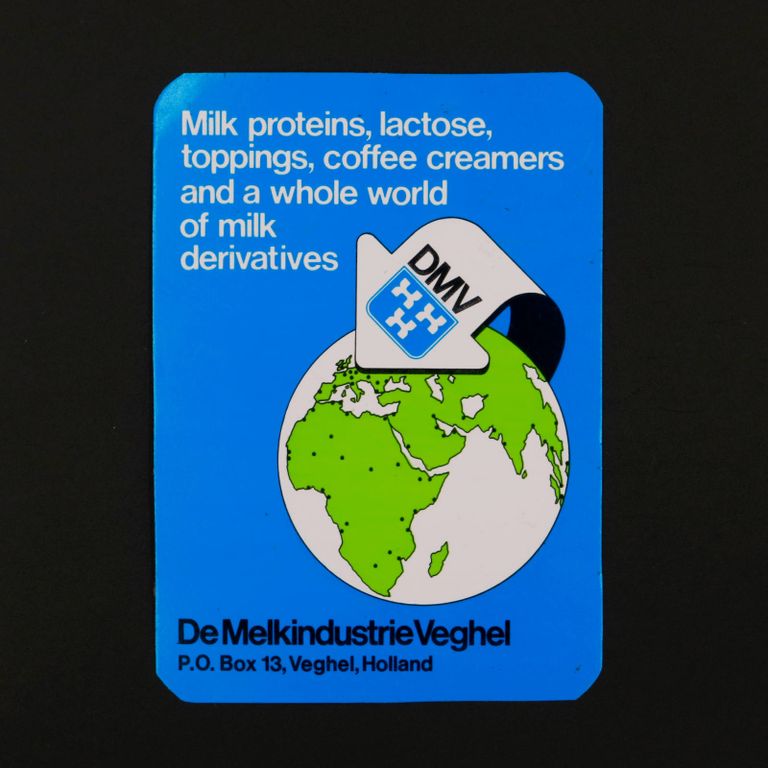 Milk proteins, lactose,
toppings, coffee creamers
and a whole world
of milk
derivatives
DMV
De Melkindustrie Veghel
P.O. Box 13, Veghel, Holland